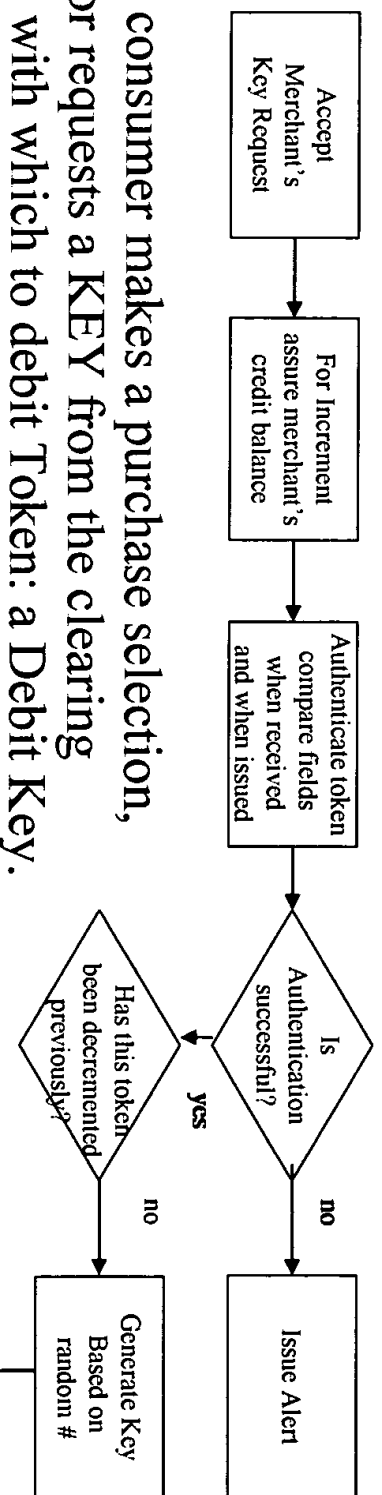 Accept
Merchant's
Key Request
For Increment
assure merchant's
credit balance
Authenticate token
compare fields
when received
and when issued
Is
Authentication
successful?
no
Issue Alert
yes
Has this token
been decremented
previously?
no
Generate Key
Based on
random #
consumer makes a purchase selection,
or requests a KEY from the clearing
with which to debit Token: a Debit Key.